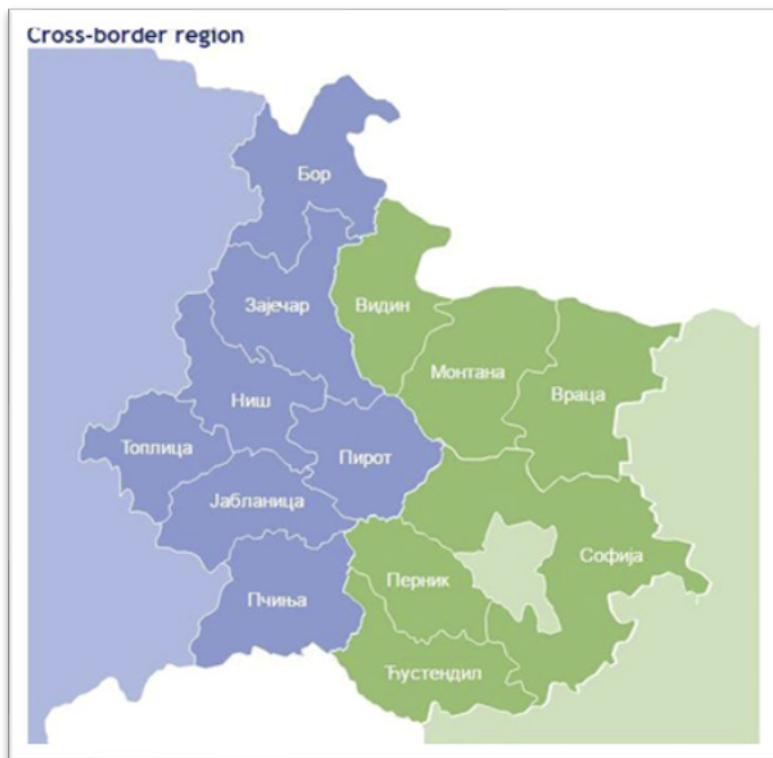 Cross-border region
Бор
Зајечар
Видин
Монтана
Враца
Ниш
Топлица
Пирот
Јабланица
Софија
Перник
Пчиња
Ћустендил